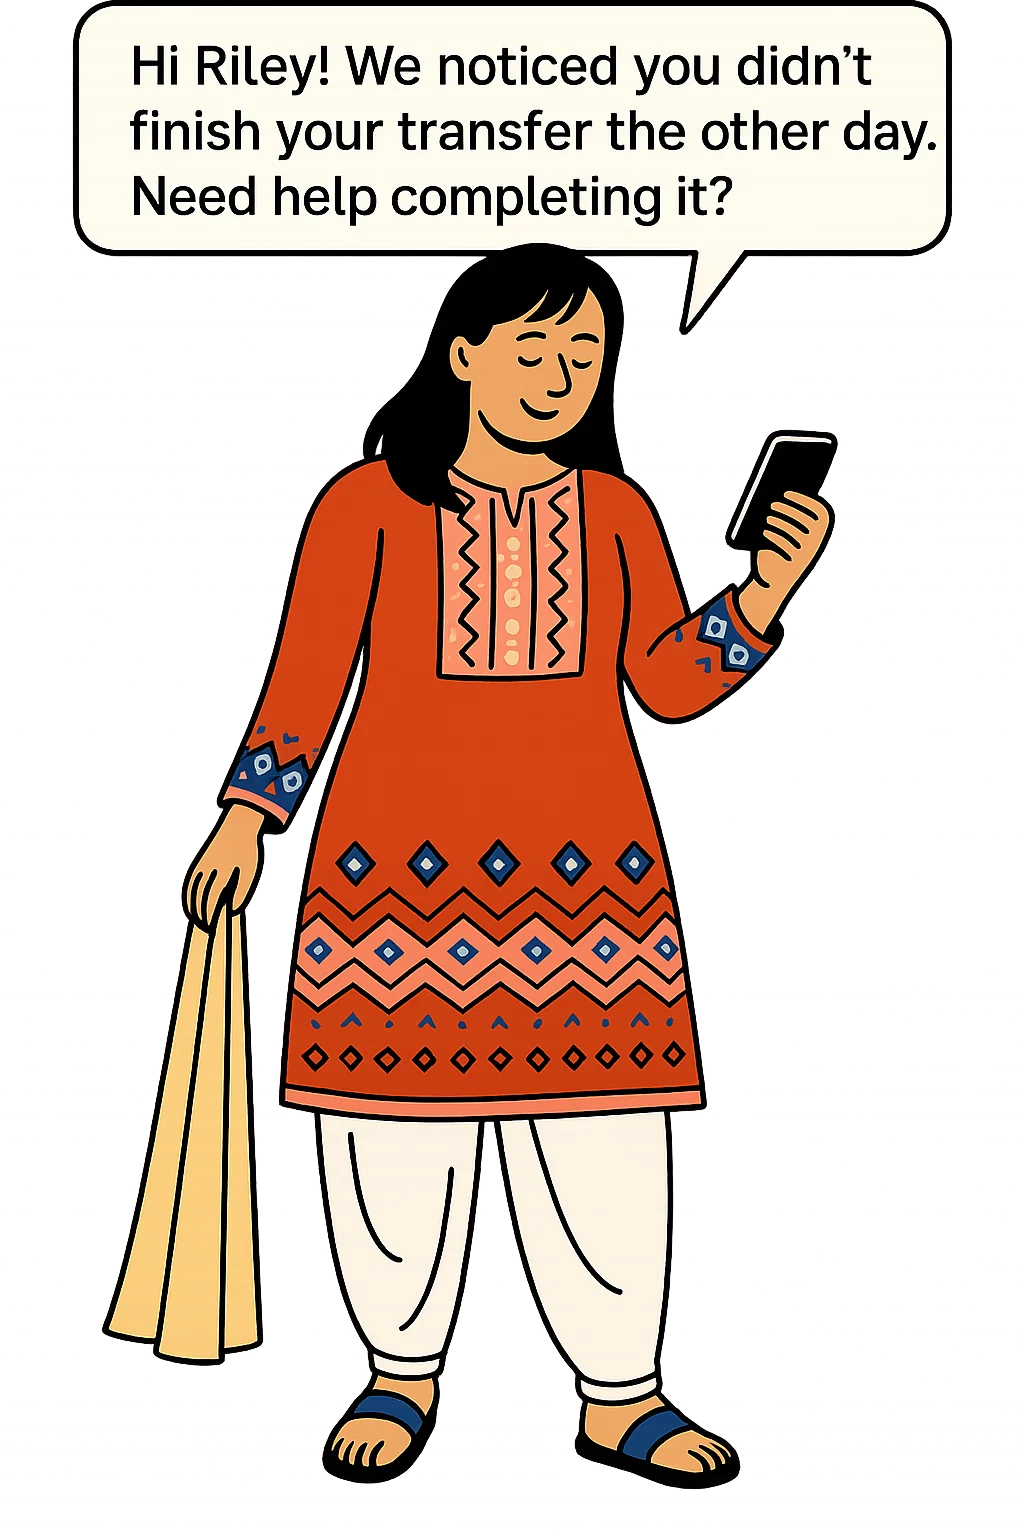 Hi Riley! We noticed you didn’t
finish your transfer the other day.
Need help completing it?